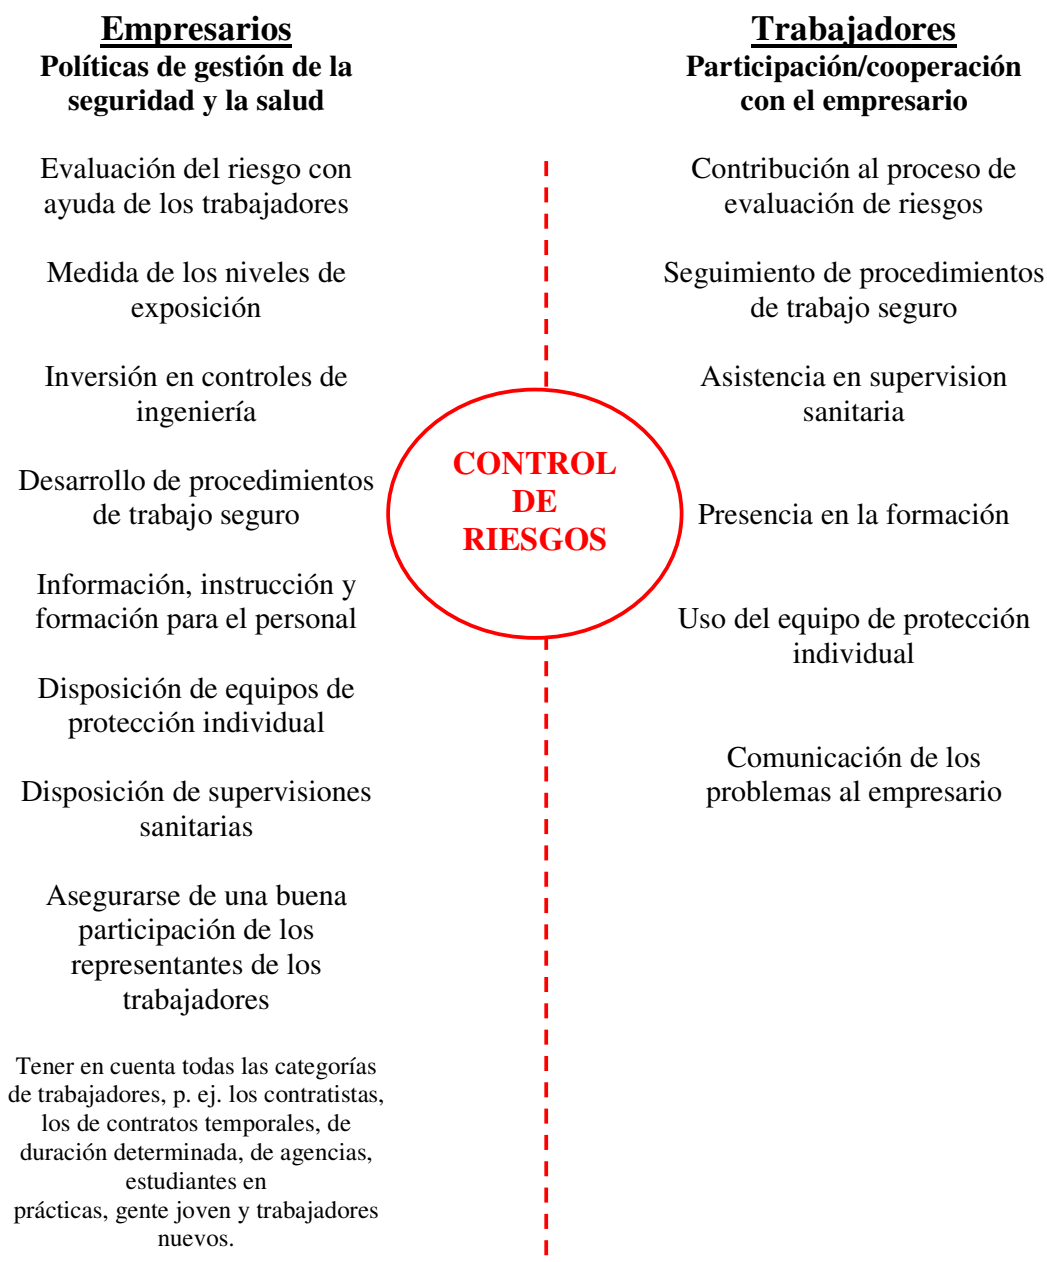 Empresarios
Políticas de gestión de la
seguridad y la salud
Evaluación del riesgo con
ayuda de los trabajadores
Medida de los niveles de
exposición
Inversión en controles de
ingeniería
Desarrollo de procedimientos
de trabajo seguro
Información, instrucción y
formación para el personal
Disposición de equipos de
protección individual
Disposición de supervisiones
sanitarias
Asegurarse de una buena
participación de los
representantes de los
trabajadores
Tener en cuenta todas las categorías
de trabajadores, p. ej. los contratistas,
los de contratos temporales, de
duración determinada, de agencias,
estudiantes en
prácticas, gente joven y trabajadores
nuevos.
CONTROL
DE
RIESGOS
Trabajadores
Participación/cooperación
con el empresario
Contribución al proceso de
evaluación de riesgos
Seguimiento de procedimientos
de trabajo seguro
Asistencia en supervision
sanitaria
Presencia en la formación
Uso del equipo de protección
individual
Comunicación de los
problemas al empresario